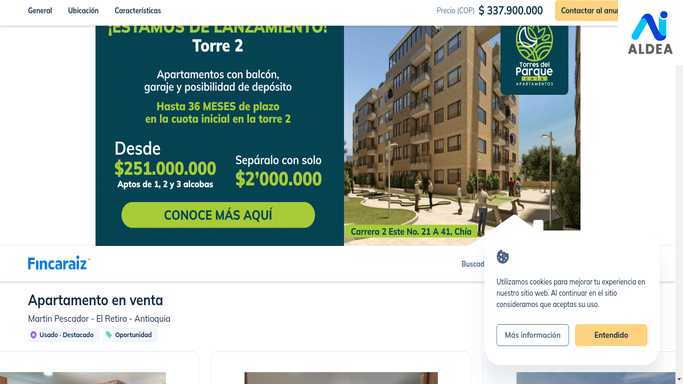 General Ubicación Características Precio (COP) $ 337.900.000 Contactar al anu
¡ESTAMOS DE LANZAMIENTO!
Torre 2
Apartamentos con balcón,
garaje y posibilidad de depósito
Hasta 36 MESES de plazo
en la cuota inicial en la torre 2
Desde
$251.000.000
Aptos de 1, 2 y 3 alcobas
Sepáralo con solo
$2'000.000
CONOCE MÁS AQUÍ
Torres del
Parque
APARTAMENTOS
Carrera 2 Este No. 21 A 41, Chía
ALDEA
Fincaraiz
Buscad
Apartamento en venta
Martin Pescador - El Retiro - Antioquia
Usado · Destacado Oportunidad
Utilizamos cookies para mejorar tu experiencia en
nuestro sitio web. Al continuar en el sitio
consideramos que aceptas su uso.
Más información Entendido